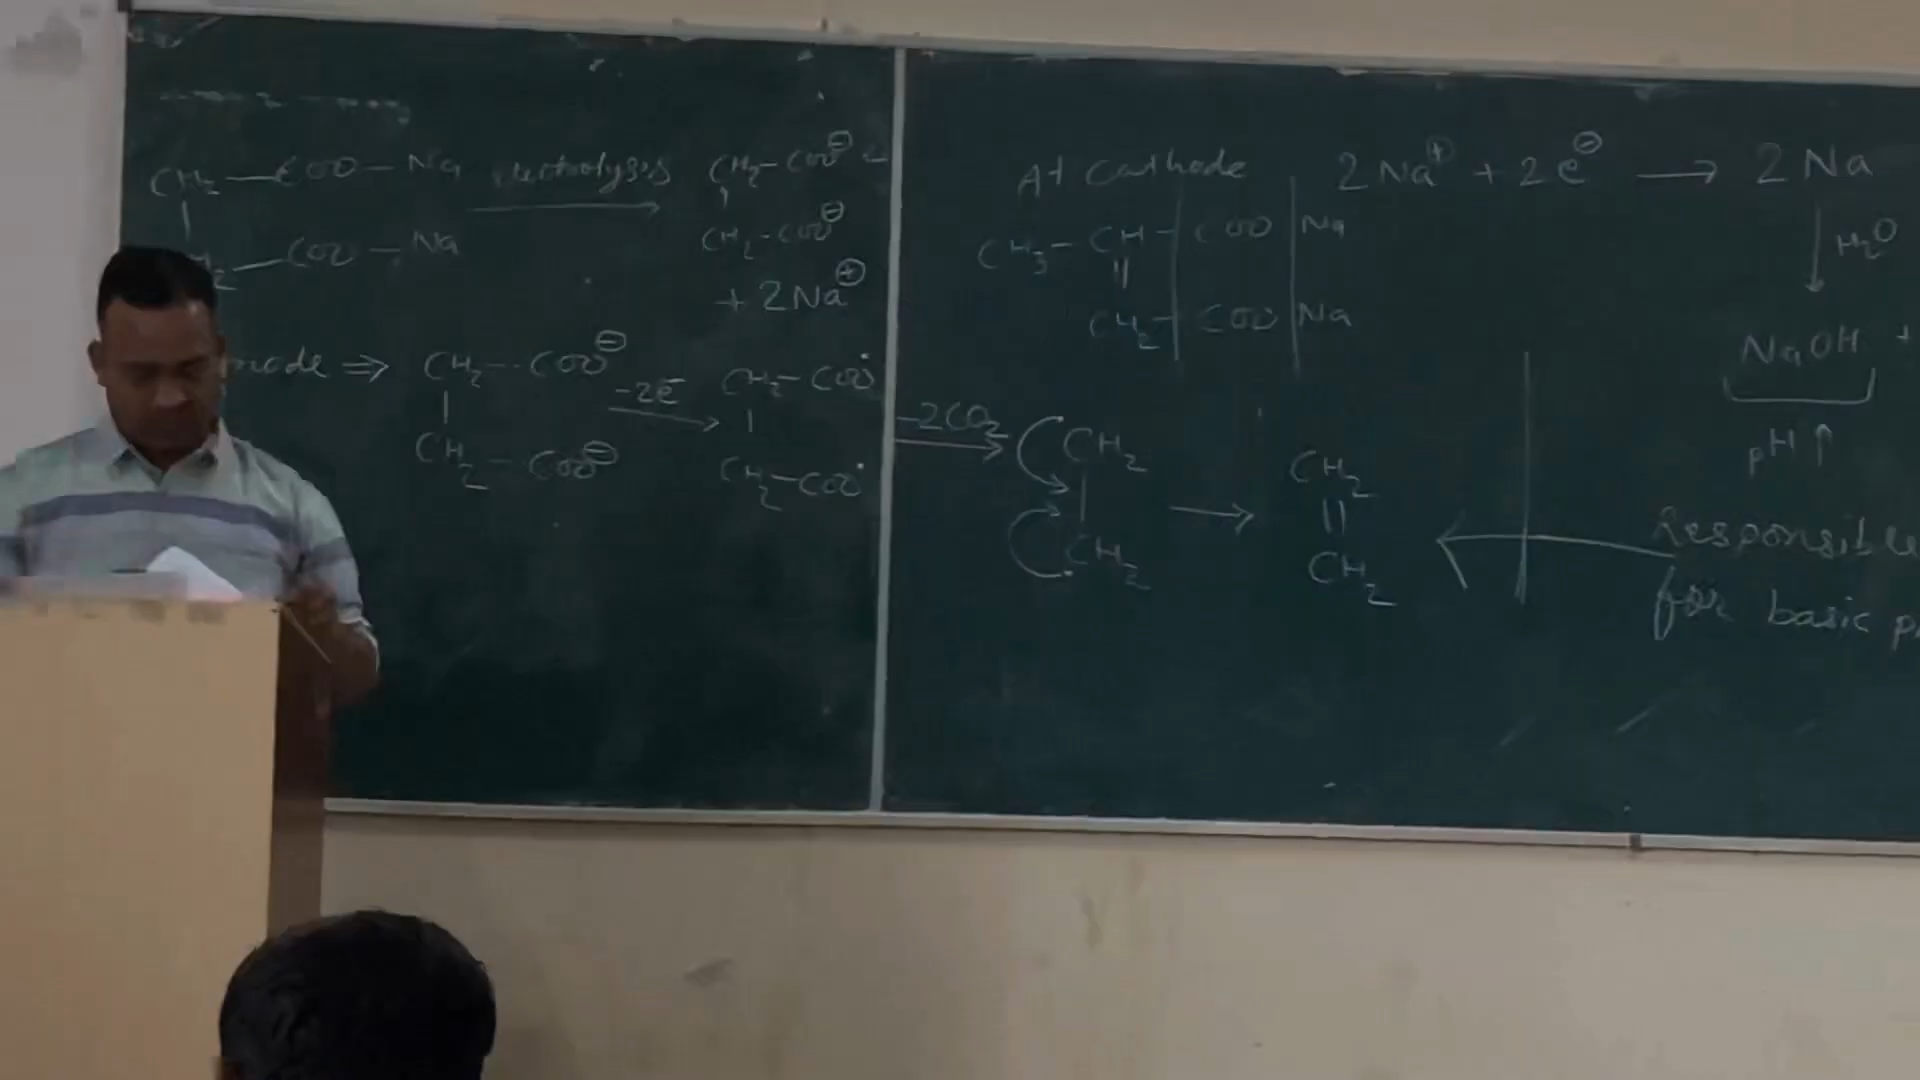 CH2—COO—Na electrolysis CH2-COO⊖
CH2-COO⊖
2—COO-Na
+ 2Na⊕
node ⇒ CH2--COO⊖ -2e- CH2-COO•
CH2-COO⊖ CH2-COO•
At Cathode 2Na⊕ + 2e⊖ → 2Na
CH3-CH-COO Na
H2O
CH2-COO Na
NaOH +
-2CO2 CH2 CH2
pH↑
CH2 → CH2
Responsible
for basic